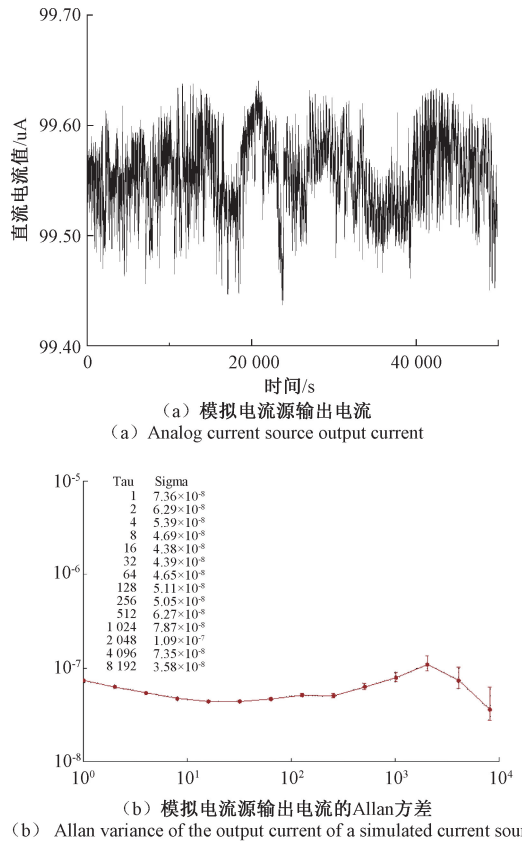 99.70
99.60
99.50
99.40
直流电流值/uA
0
20 000
40 000
时间/s
（a）模拟电流源输出电流
（a）Analog current source output current
10⁻⁵
10⁻⁶
10⁻⁷
10⁻⁸
Tau Sigma
1 7.36×10⁻⁸
2 6.29×10⁻⁸
4 5.39×10⁻⁸
8 4.69×10⁻⁸
16 4.38×10⁻⁸
32 4.39×10⁻⁸
64 4.65×10⁻⁸
128 5.11×10⁻⁸
256 5.05×10⁻⁸
512 6.27×10⁻⁸
1 024 7.87×10⁻⁸
2 048 1.09×10⁻⁷
4 096 7.35×10⁻⁸
8 192 3.58×10⁻⁸
10⁰
10¹
10²
10³
10⁴
（b）模拟电流源输出电流的Allan方差
（b） Allan variance of the output current of a simulated current sour